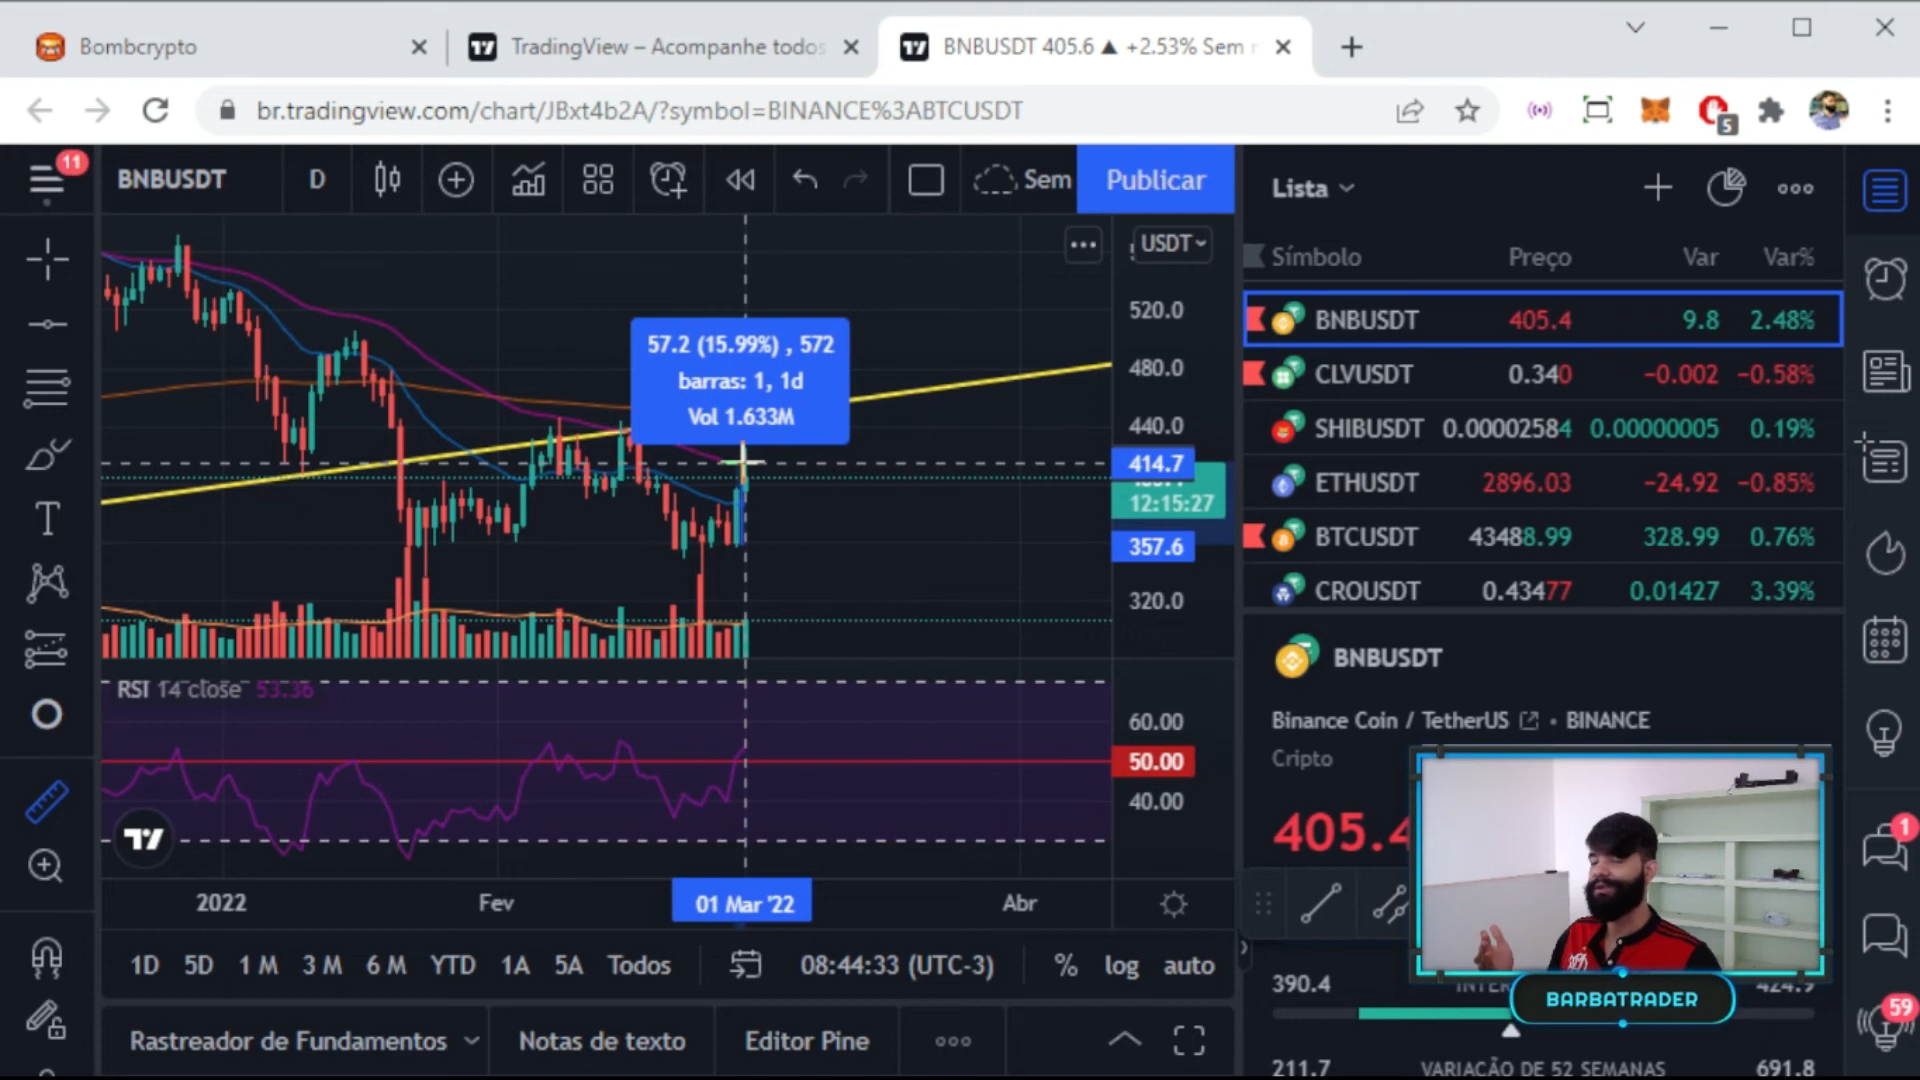 Bombcrypto
TradingView – Acompanhe todos
BNBUSDT 405.6 ▲ +2.53% Sem
br.tradingview.com/chart/JBxt4b2A/?symbol=BINANCE%3ABTCUSDT
5
11
BNBUSDT
D
Sem
Publicar
USDT
520.0
480.0
440.0
414.7
12:15:27
357.6
320.0
57.2 (15.99%) , 572
barras: 1, 1d
Vol 1.633M
RSI 14 close 53.36
60.00
50.00
40.00
2022
Fev
01 Mar '22
Abr
1D 5D 1 M 3 M 6 M YTD 1A 5A Todos
08:44:33 (UTC-3)
% log auto
Rastreador de Fundamentos
Notas de texto
Editor Pine
Lista
Símbolo Preço Var Var%
BNBUSDT 405.4 9.8 2.48%
CLVUSDT 0.340 −0.002 −0.58%
SHIBUSDT 0.00002584 0.00000005 0.19%
ETHUSDT 2896.03 −24.92 −0.85%
BTCUSDT 43488.99 328.99 0.76%
CROUSDT 0.43477 0.01427 3.39%
BNBUSDT
Binance Coin / TetherUS • BINANCE
Cripto
405.4
390.4
424.9
BARBATRADER
211.7 VARIAÇÃO DE 52 SEMANAS 691.8
1
59